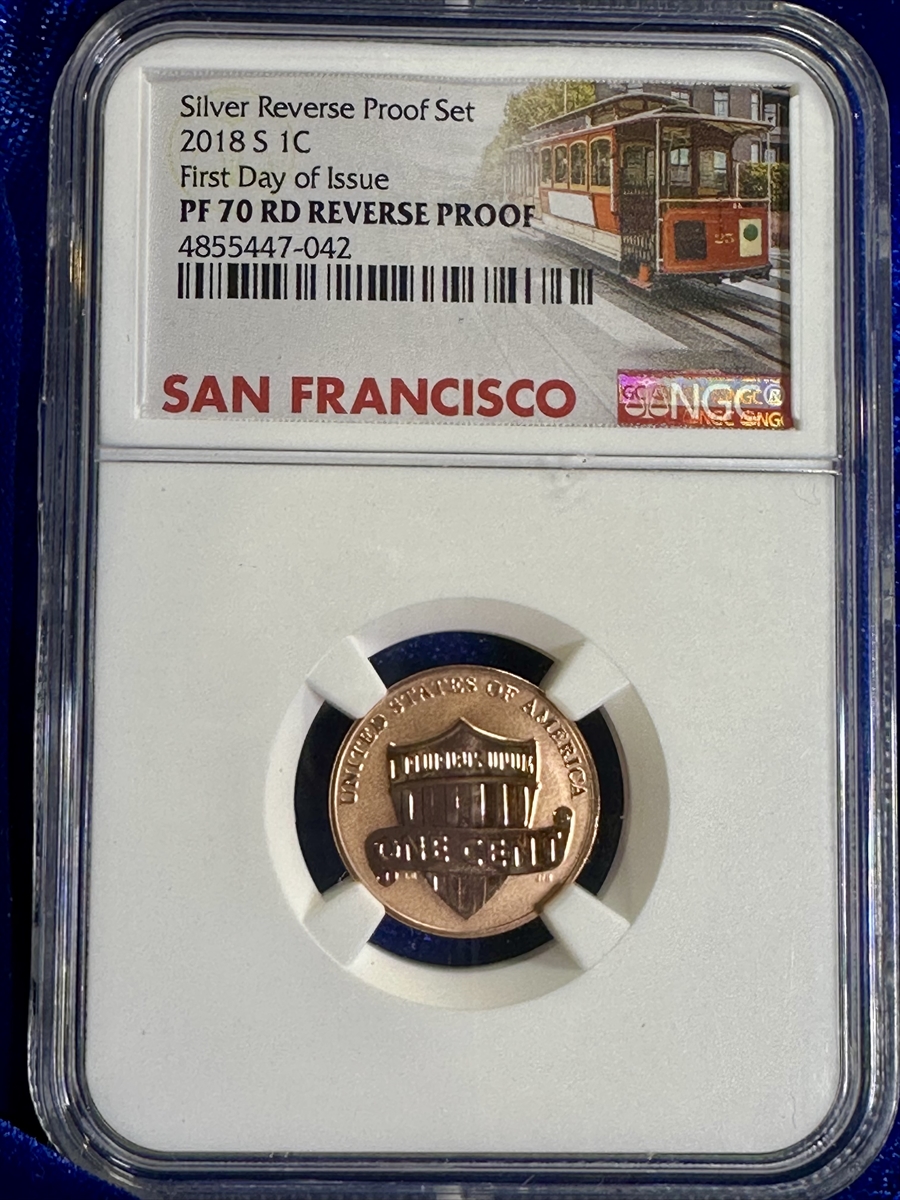 Silver Reverse Proof Set
2018 S 1C
First Day of Issue
PF 70 RD REVERSE PROOF
4855447-042
25
SAN FRANCISCO
NGC
UNITED STATES OF AMERICA
E PLURIBUS UNUM
ONE CENT